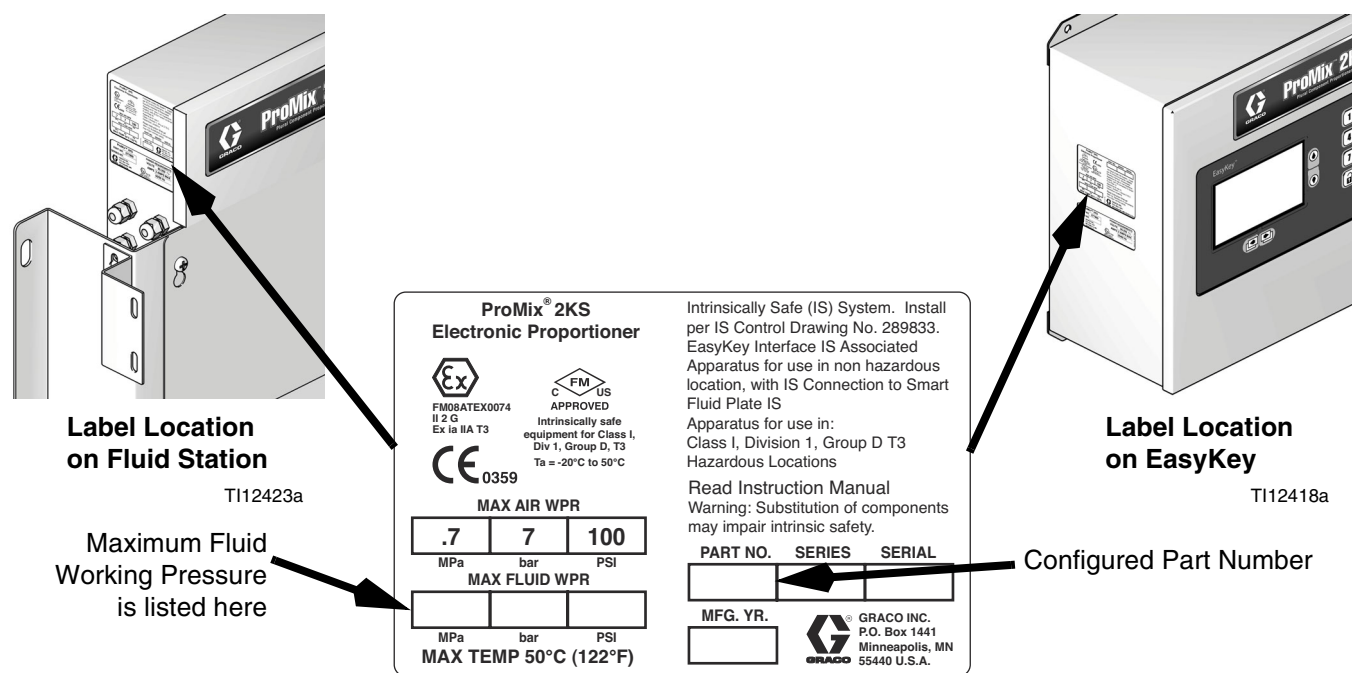 GRACO
ProMix
EasyKey
GRACO
ProMix 2K
Label Location
on Fluid Station
TI12423a
Maximum Fluid
Working Pressure
is listed here
ProMix® 2KS
Electronic Proportioner
Ex
FM08ATEX0074
II 2 G
Ex ia IIA T3
CE 0359
C FM US
APPROVED
Intrinsically safe
equipment for Class I,
Div 1, Group D, T3
Ta = -20°C to 50°C
MAX AIR WPR
.7 7 100
MPa bar PSI
MAX FLUID WPR
MPa bar PSI
MAX TEMP 50°C (122°F)
Intrinsically Safe (IS) System. Install
per IS Control Drawing No. 289833.
EasyKey Interface IS Associated
Apparatus for use in non hazardous
location, with IS Connection to Smart
Fluid Plate IS
Apparatus for use in:
Class I, Division 1, Group D T3
Hazardous Locations
Read Instruction Manual
Warning: Substitution of components
may impair intrinsic safety.
PART NO. SERIES SERIAL
MFG. YR.
GRACO
®
GRACO INC.
P.O. Box 1441
Minneapolis, MN
55440 U.S.A.
Label Location
on EasyKey
TI12418a
Configured Part Number